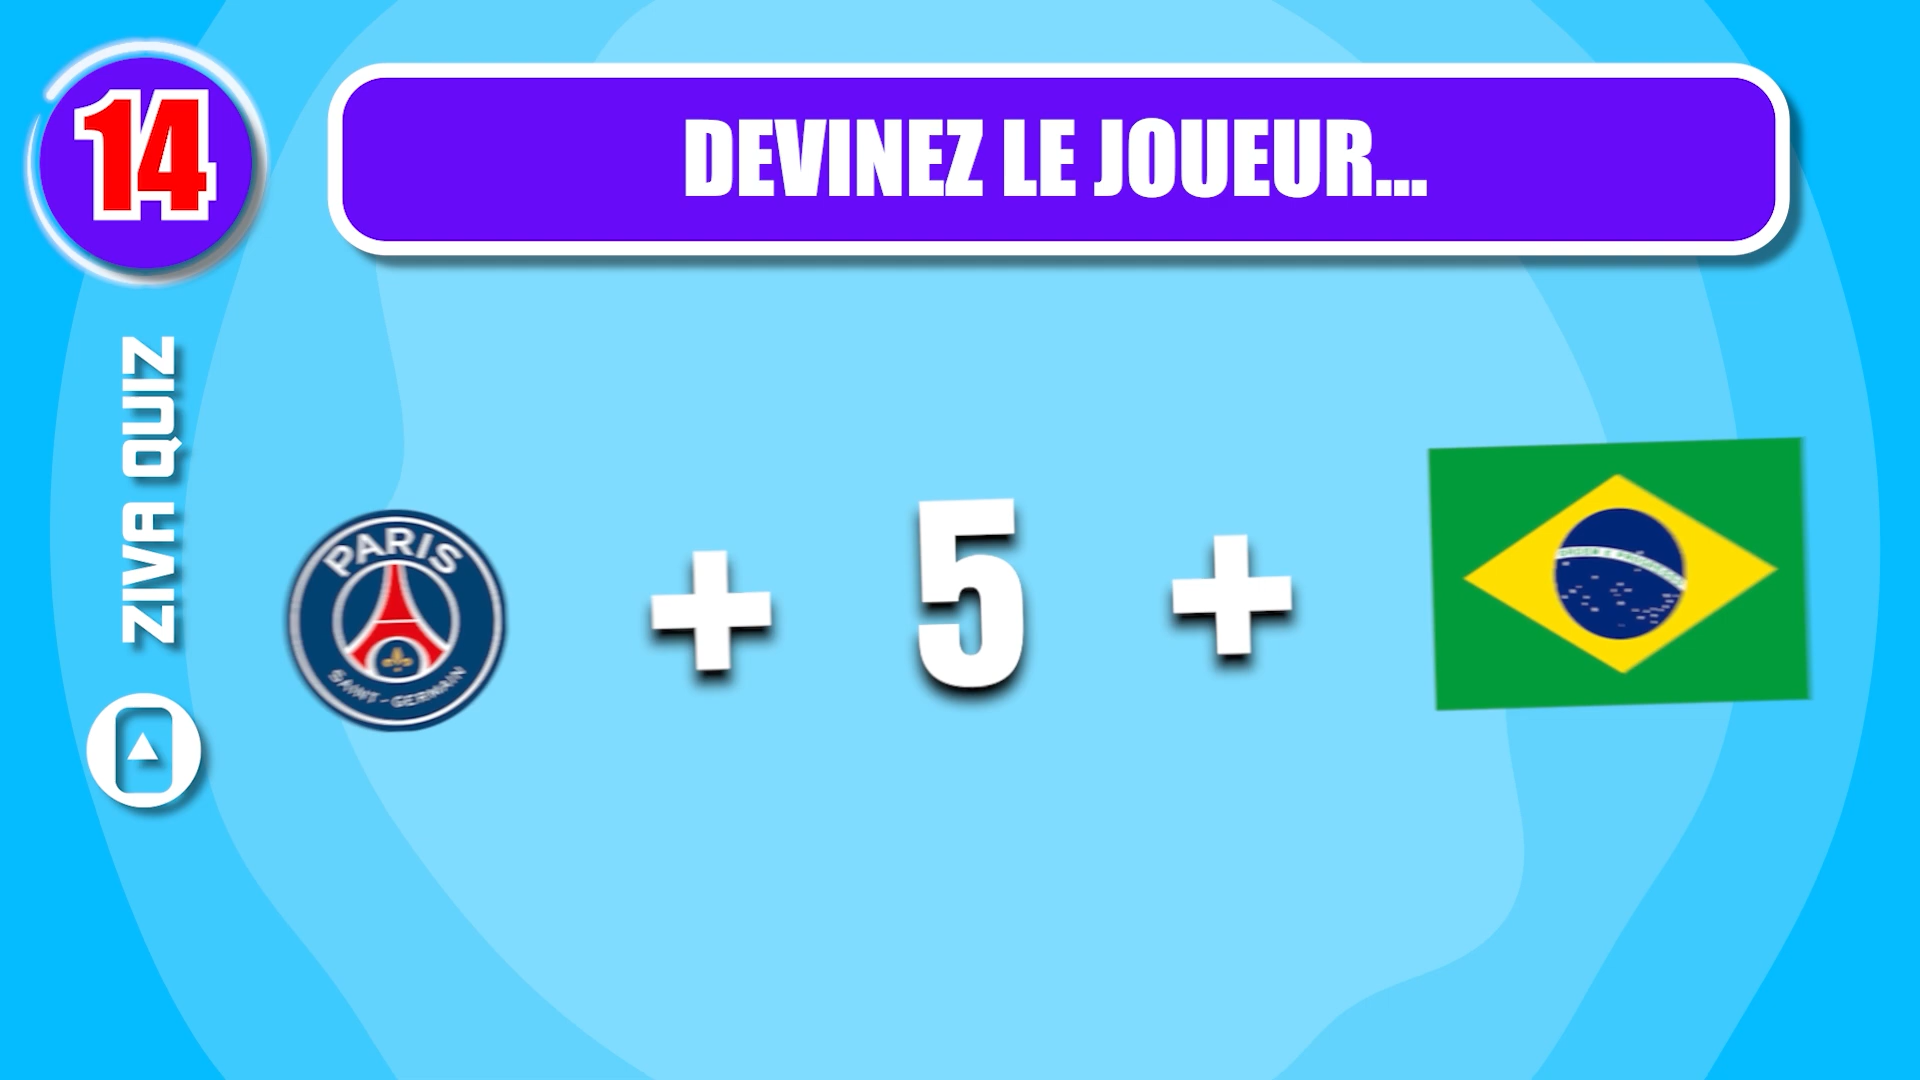 14
DEVINEZ LE JOUEUR...
ZIVA QUIZ
PARIS
SAINT-GERMAIN
+ 5 +